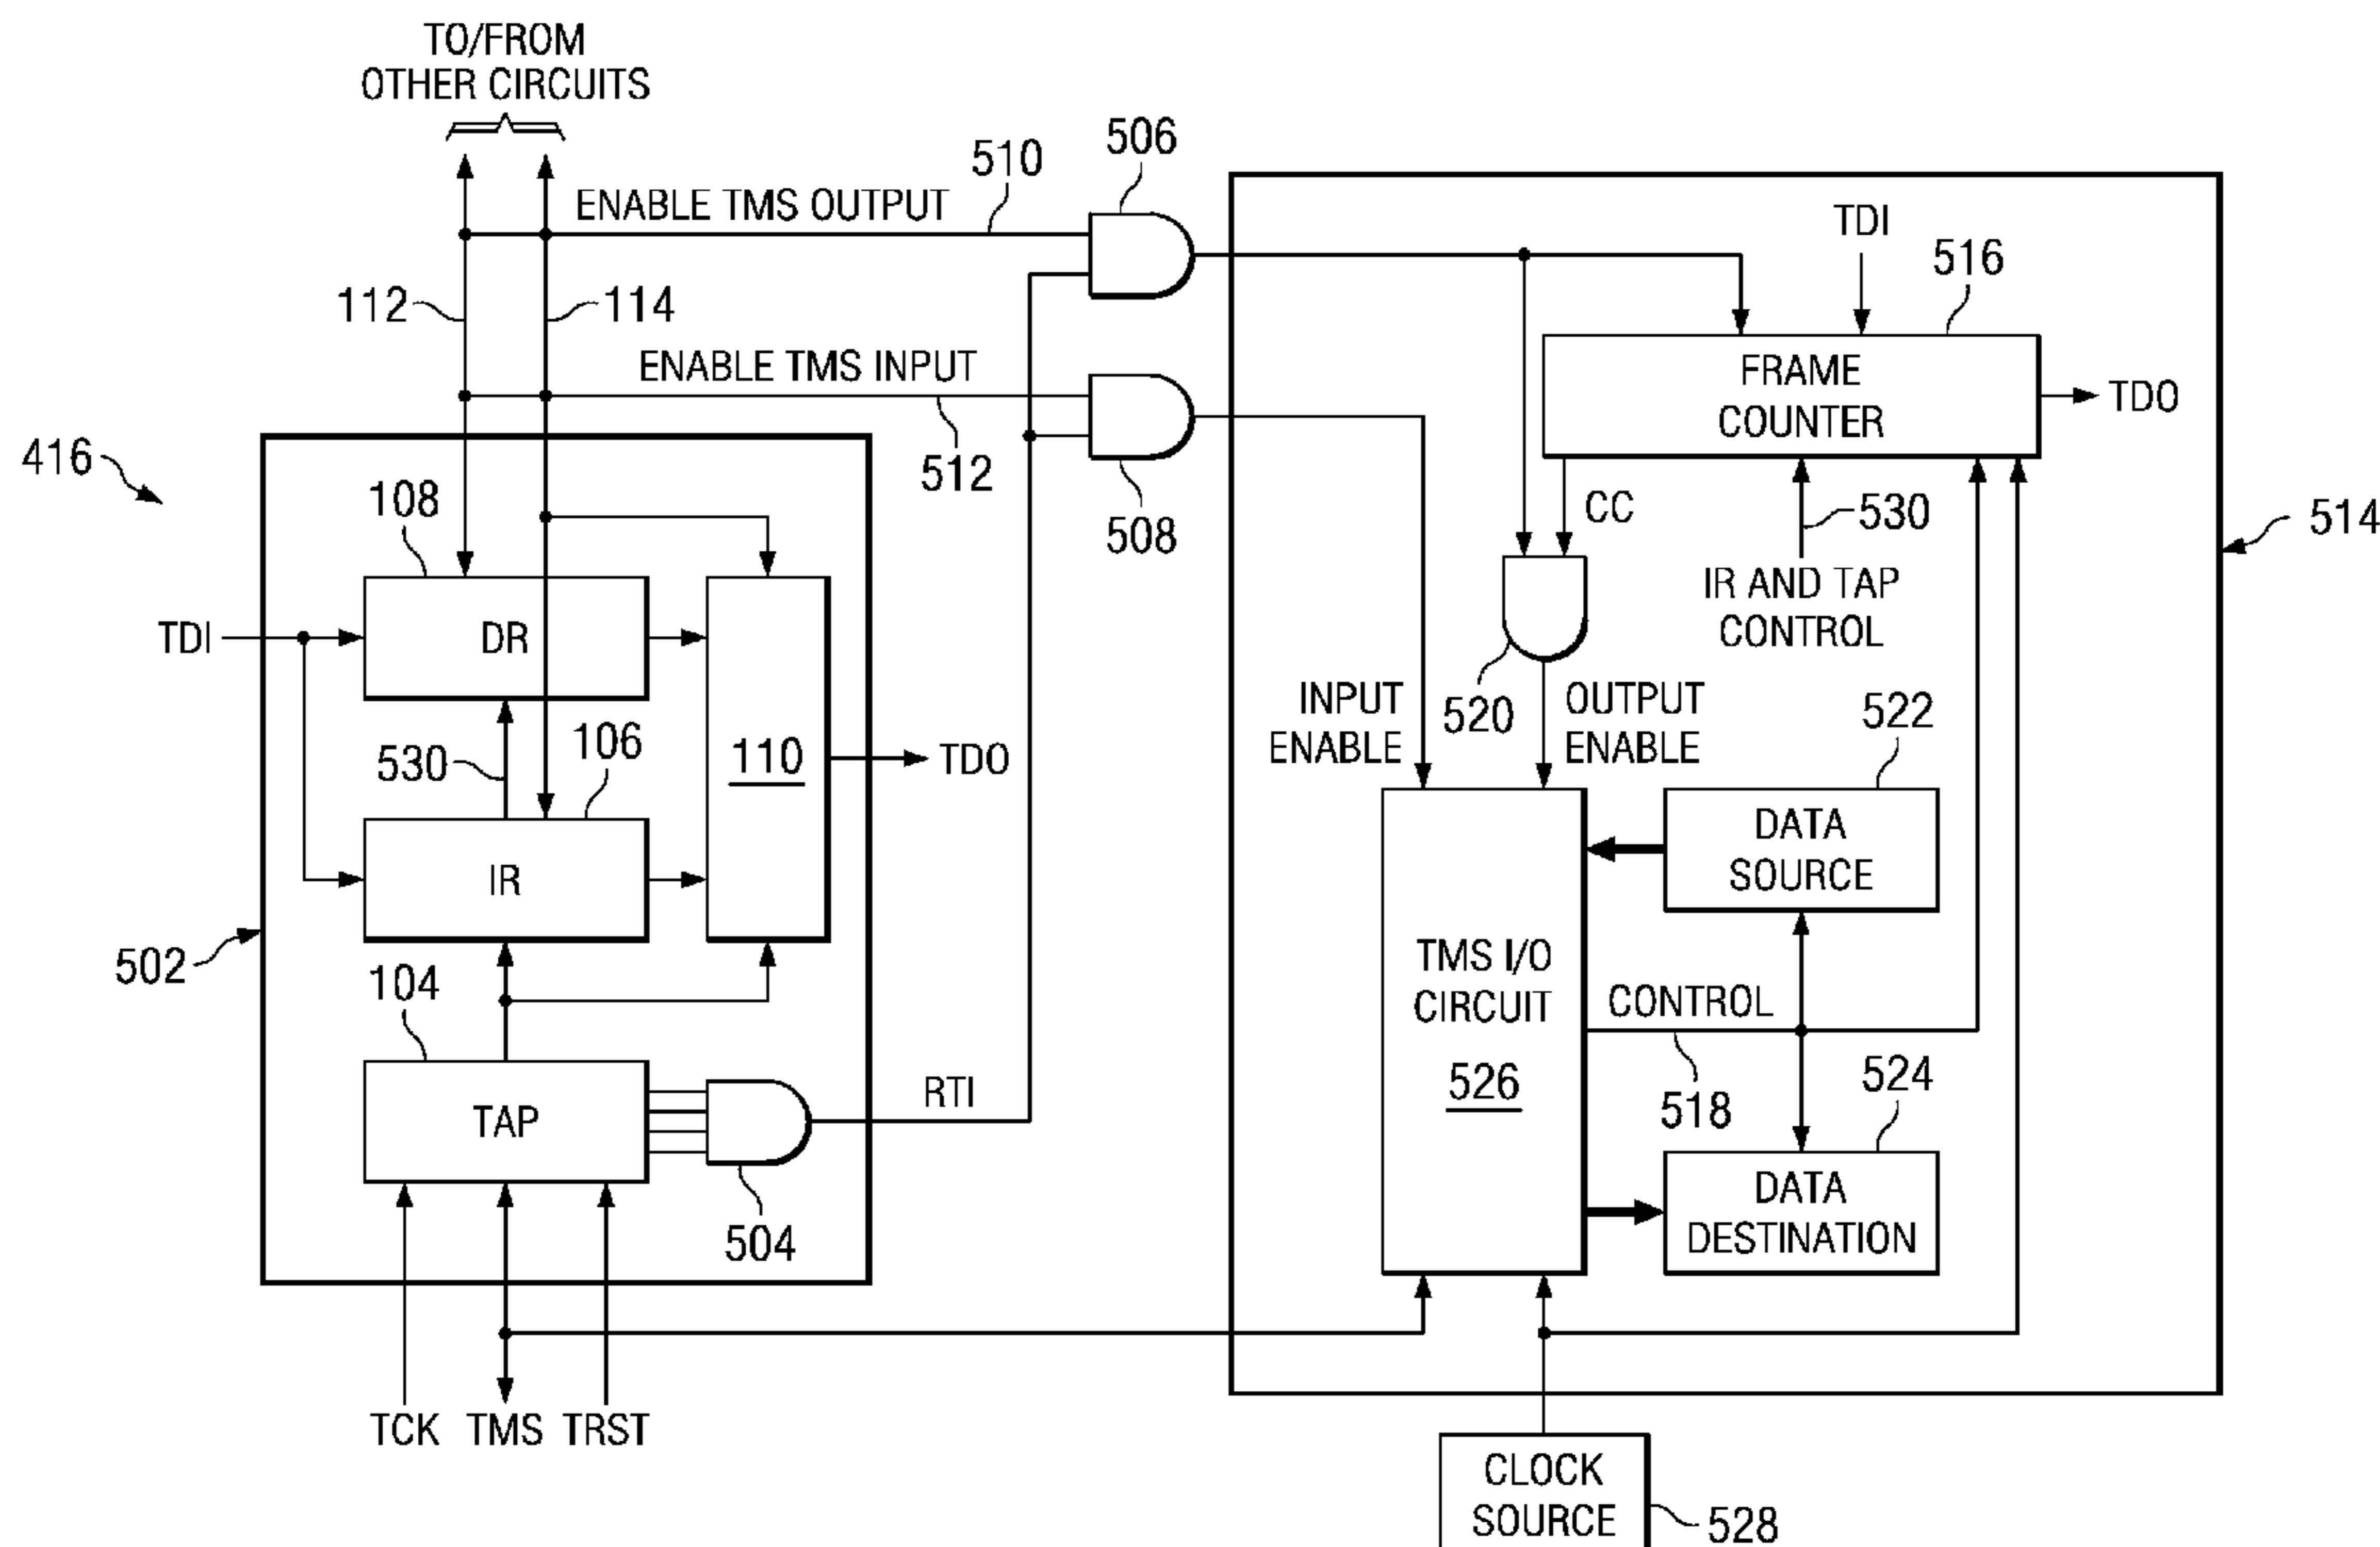 TO/FROM
OTHER CIRCUITS
506
510
ENABLE TMS OUTPUT
TDI
516
112
114
ENABLE TMS INPUT
FRAME
COUNTER
TDO
416
512
108
508
CC
530
514
IR AND TAP
CONTROL
TDI
DR
INPUT
ENABLE
520
OUTPUT
ENABLE
522
530
106
110
TDO
DATA
SOURCE
IR
502
104
TMS I/O
CIRCUIT
526
CONTROL
518
524
RTI
TAP
DATA
DESTINATION
504
TCK
TMS
TRST
CLOCK
SOURCE
528